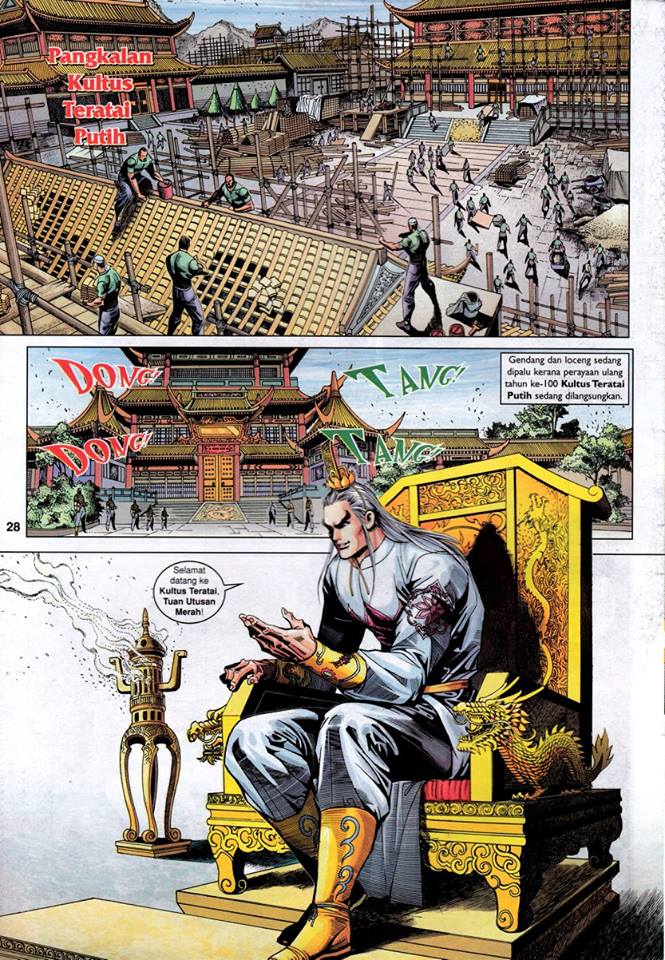 Pangkalan
Kultus
Teratai
Putih
DONG!
TANG!
Gendang dan loceng sedang
dipalu kerana perayaan ulang
tahun ke-100 Kultus Teratai
Putih sedang dilangsungkan.
DONG!
TANG!
28
Selamat
datang ke
Kultus Teratai,
Tuan Utusan
Merah!